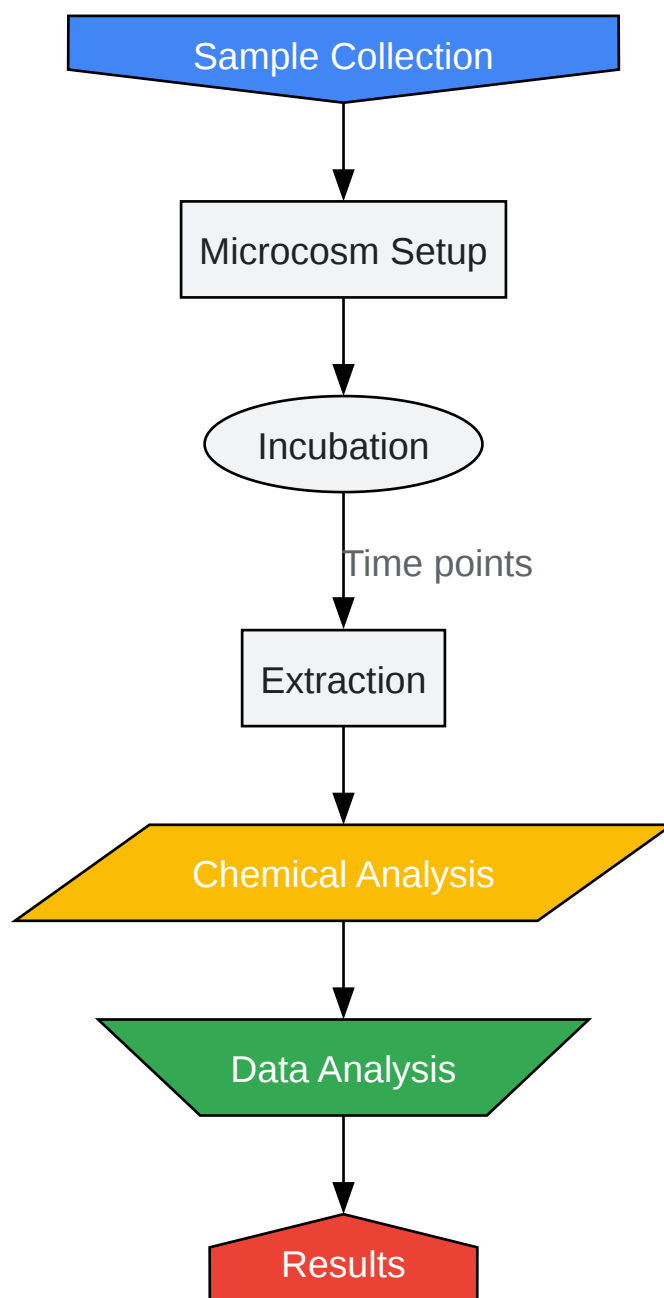 Sample Collection
Microcosm Setup
Incubation
Time points
Extraction
Chemical Analysis
Data Analysis
Results